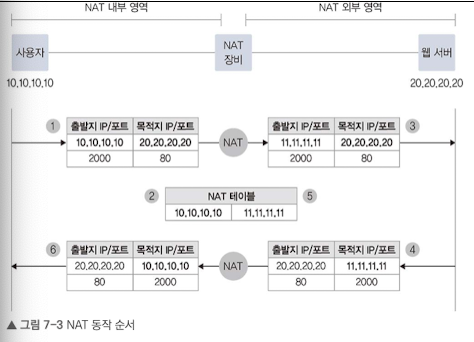 NAT 내부 영역 NAT 외부 영역
사용자 NAT 장비 웹 서버
10,10,10,10 20,20,20,20
① 출발지 IP/포트 목적지 IP/포트 출발지 IP/포트 목적지 IP/포트 ③
10,10,10,10 20,20,20,20 NAT 11,11,11,11 20,20,20,20
2000 80 2000 80
② NAT 테이블 ⑤
10,10,10,10 11,11,11,11
⑥ 출발지 IP/포트 목적지 IP/포트 출발지 IP/포트 목적지 IP/포트 ④
20,20,20,20 10,10,10,10 NAT 20,20,20,20 11,11,11,11
80 2000 80 2000
▲ 그림 7-3 NAT 동작 순서